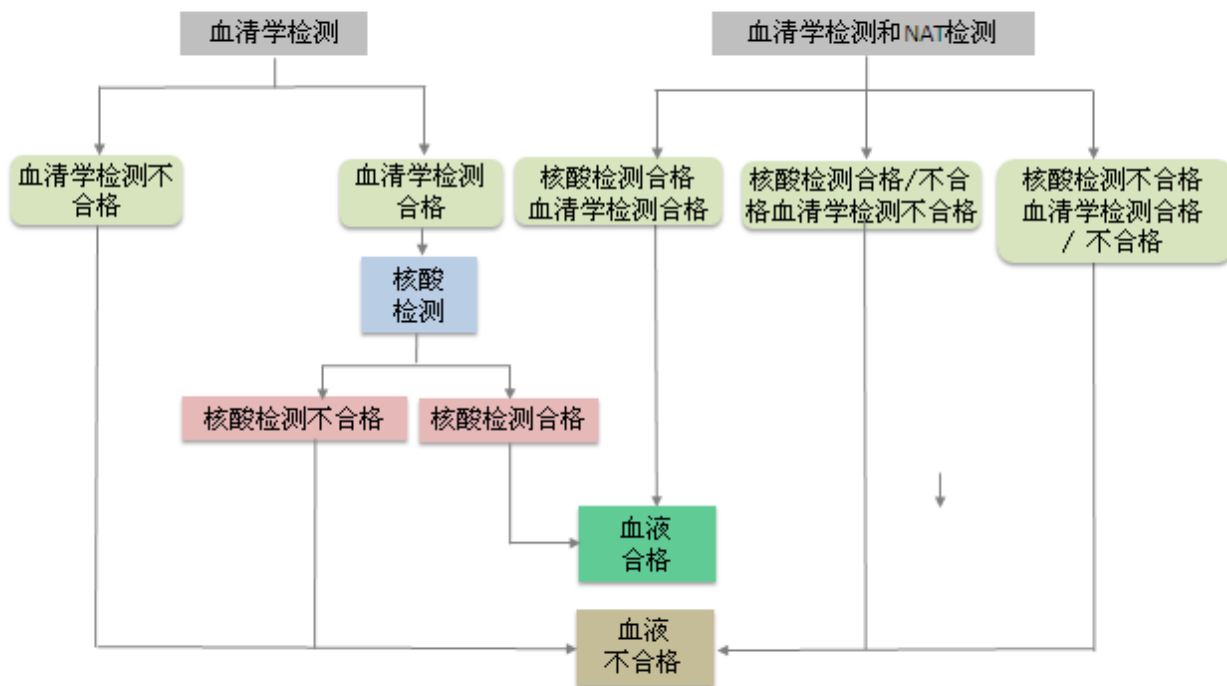 血清学检测
血清学检测和NAT检测
血清学检测不
合格
血清学检测
合格
核酸检测合格
血清学检测合格
核酸检测合格/不合
格血清学检测不合格
核酸检测不合格
血清学检测合格
/ 不合格
核酸
检测
核酸检测不合格
核酸检测合格
血液
合格
血液
不合格